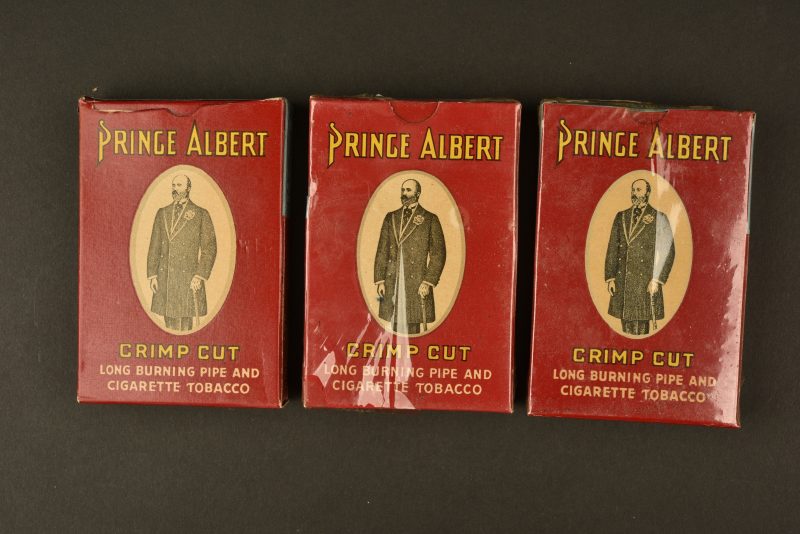 PRINCE ALBERT
CRIMP CUT
LONG BURNING PIPE AND
CIGARETTE TOBACCO
PRINCE ALBERT
CRIMP CUT
LONG BURNING PIPE AND
CIGARETTE TOBACCO
PRINCE ALBERT
CRIMP CUT
LONG BURNING PIPE AND
CIGARETTE TOBACCO